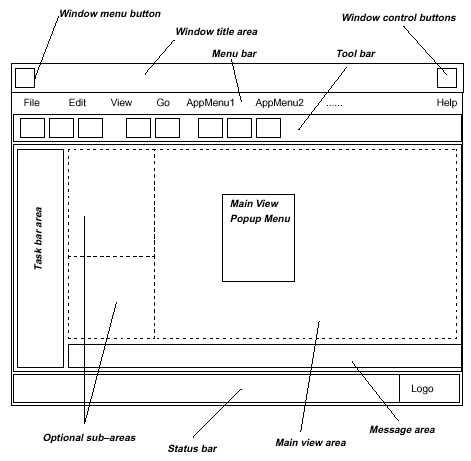 Window menu button
Window control buttons
Window title area
Menu bar
Tool bar
File Edit View Go AppMenu1 AppMenu2 ...... Help
Task bar area
Main View
Popup Menu
Logo
Optional sub–areas
Status bar
Main view area
Message area